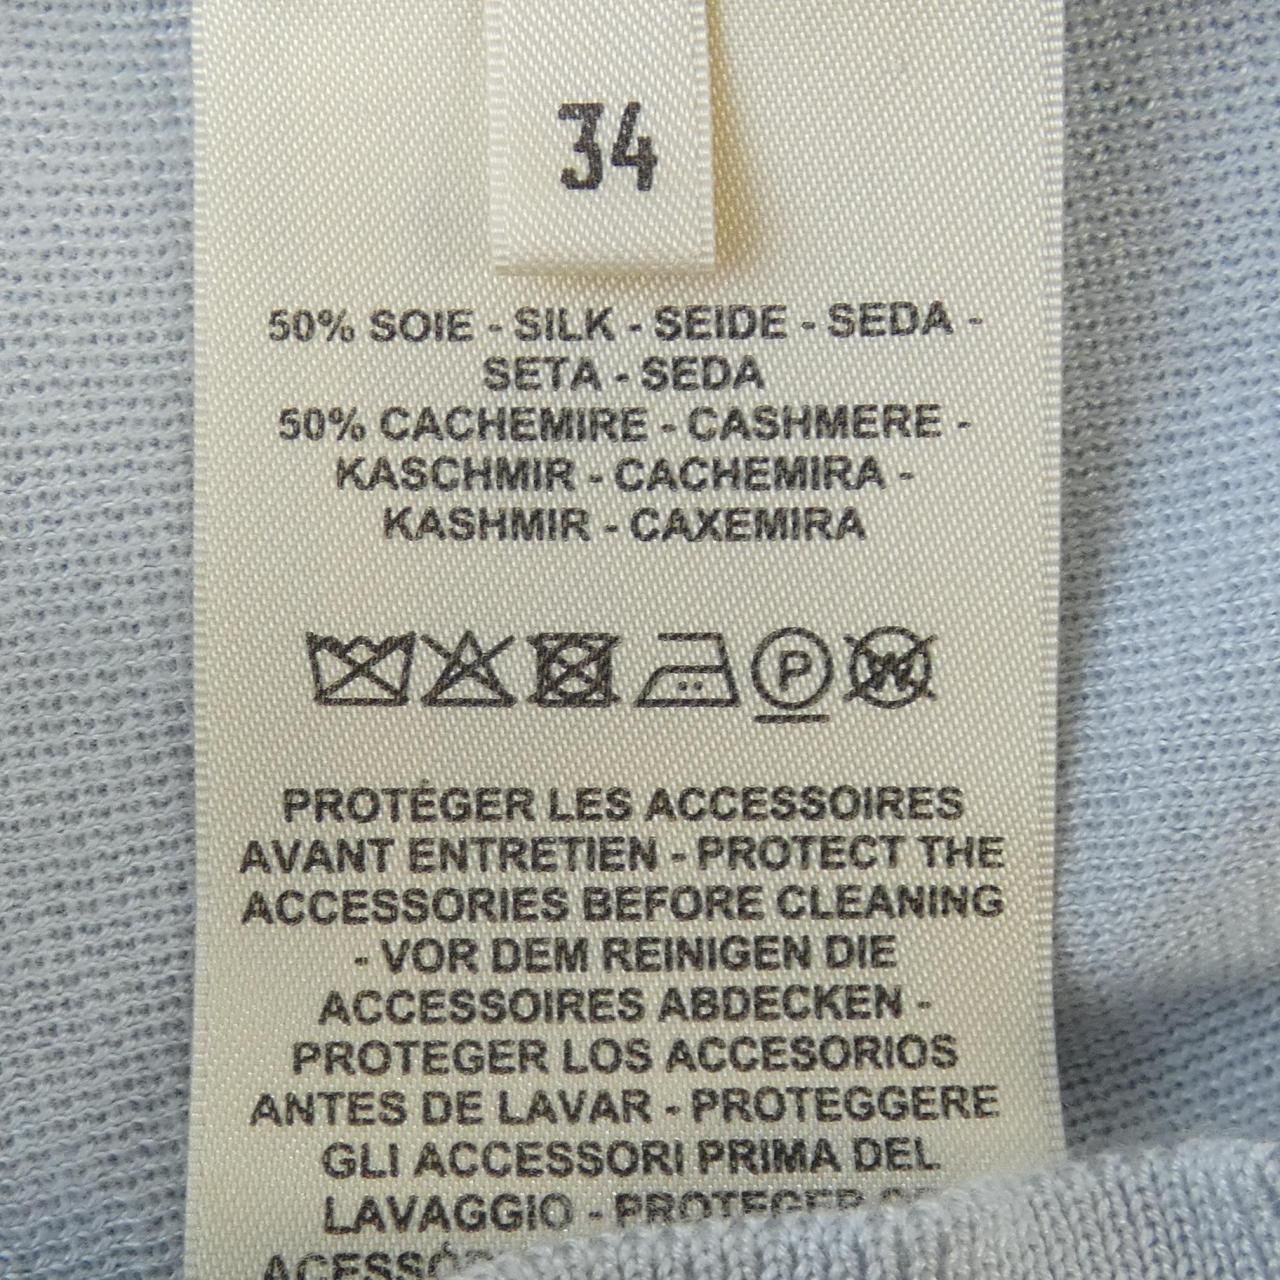 34
50% SOIE - SILK - SEIDE - SEDA -
SETA - SEDA
50% CACHEMIRE - CASHMERE -
KASCHMIR - CACHEMIRA -
KASHMIR - CAXEMIRA
P
W
PROTÉGER LES ACCESSOIRES
AVANT ENTRETIEN - PROTECT THE
ACCESSORIES BEFORE CLEANING
- VOR DEM REINIGEN DIE
ACCESSOIRES ABDECKEN -
PROTEGER LOS ACCESORIOS
ANTES DE LAVAR - PROTEGGERE
GLI ACCESSORI PRIMA DEL
LAVAGGIO - PROTEGER